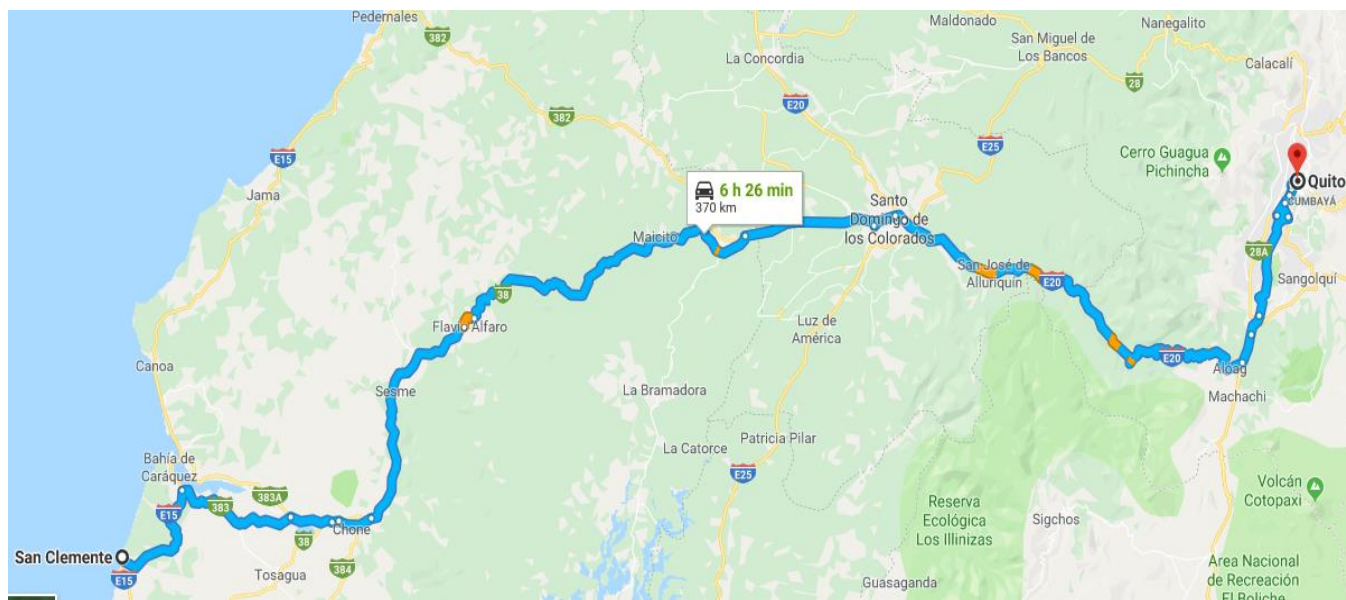 Pedernales
382
Maldonado
Nanegalito
San Miguel de
Los Bancos
La Concordia
Calacalí
E20
28
382
E15
E25
Cerro Guagua
Pichincha
Jama
6 h 26 min
370 km
Quito
CUMBAYÁ
Santo
Domingo de
los Colorados
Maicito
28A
San José de
Alluriquín
E20
Sangolquí
38
Flavio Alfaro
Luz de
América
Canoa
E20
Aloag
Sesme
La Bramadora
Machachi
Patricia Pilar
La Catorce
Bahía de
Caráquez
E25
383A
Volcán
Cotopaxi
E15
383
Reserva
Ecológica
Los Illinizas
Chone
Sigchos
38
San Clemente
384
E15
Tosagua
Guasaganda
Area Nacional
de Recreación
El Boliche